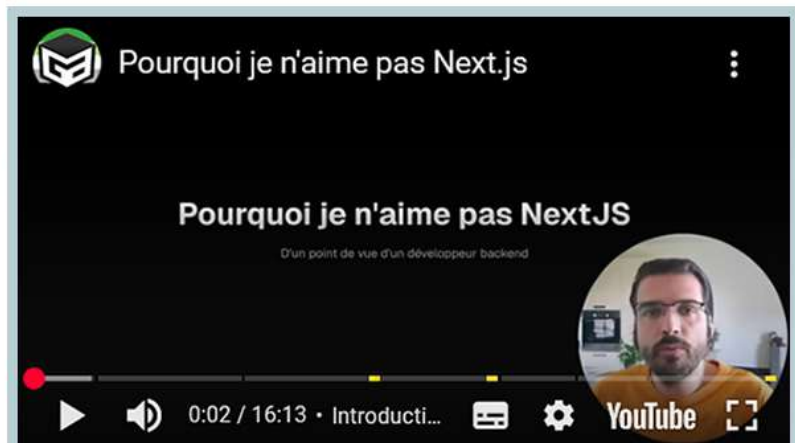 Pourquoi je n'aime pas Next.js
Pourquoi je n'aime pas NextJS
D'un point de vue d'un développeur backend
0:02 / 16:13 • Introducti...
YouTube